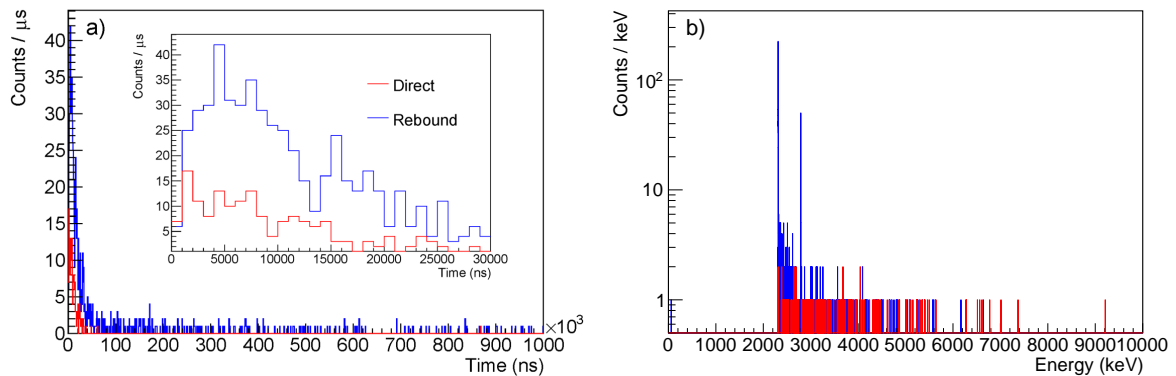 a)
Counts / μs
40
35
30
25
20
15
10
5
0
0 100 200 300 400 500 600 700 800 900 1000
×10³
Time (ns)
Counts / μs
40
35
30
25
20
15
10
5
0 5000 10000 15000 20000 25000 30000
Time (ns)
Direct
Rebound
b)
Counts / keV
10²
10
1
0 1000 2000 3000 4000 5000 6000 7000 8000 9000 10000
Energy (keV)